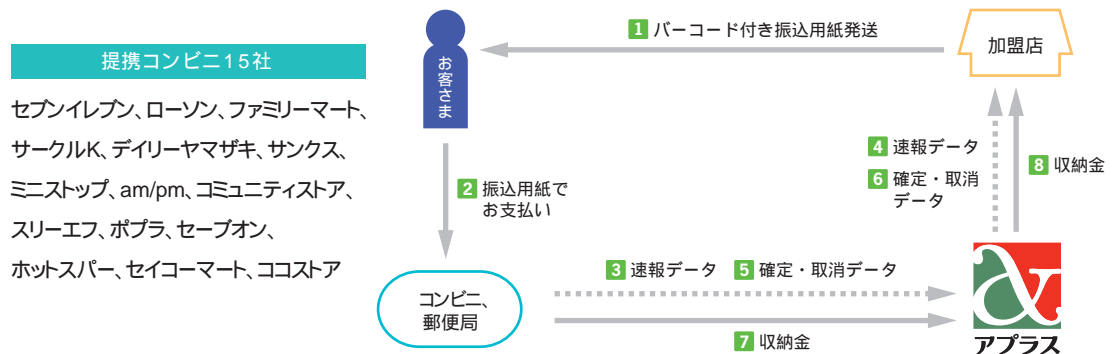 提携コンビニ15社
セブンイレブン、ローソン、ファミリーマート、
サークルK、デイリーヤマザキ、サンクス、
ミニストップ、am/pm、コミュニティストア、
スリーエフ、ポプラ、セーブオン、
ホットスパー、セイコーマート、ココストア
お客さま
1 バーコード付き振込用紙発送
加盟店
2 振込用紙で
お支払い
コンビニ、
郵便局
3 速報データ 5 確定・取消データ
7 収納金
4 速報データ
6 確定・取消
データ
8 収納金
アプラス